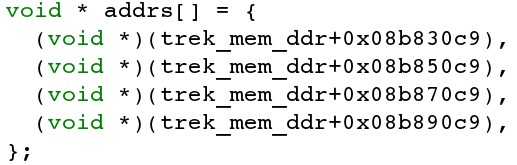 void * addrs[] = {
(void *)(trek_mem_ddr+0x08b830c9),
(void *)(trek_mem_ddr+0x08b850c9),
(void *)(trek_mem_ddr+0x08b870c9),
(void *)(trek_mem_ddr+0x08b890c9),
};